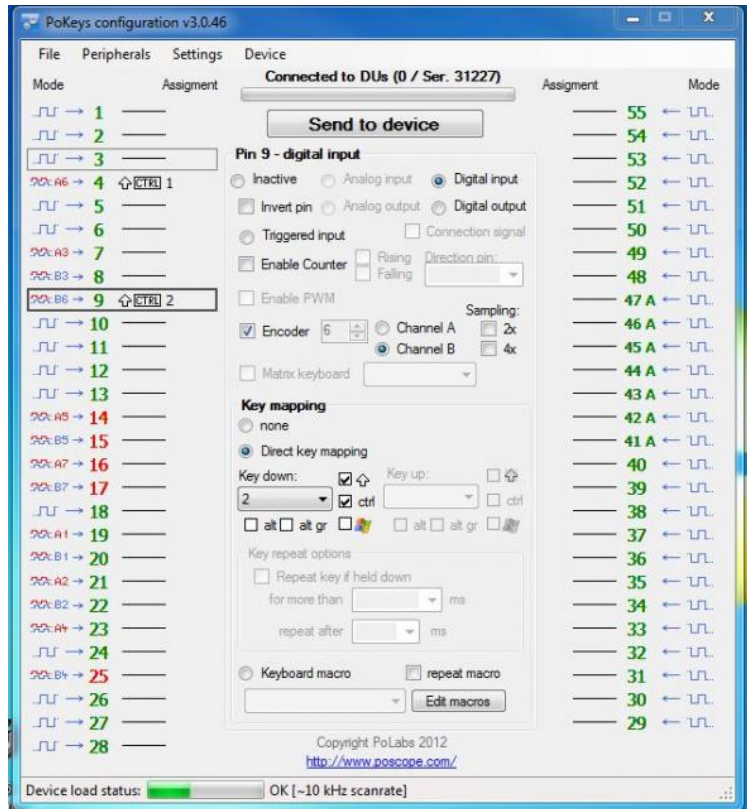 PoKeys configuration v3.0.46
File Peripherals Settings Device
Mode Assigment
Connected to DUs (0 / Ser. 31227)
Assigment Mode
Send to device
1
2
3
A6 4 CTRL 1
5
6
A3 7
B3 8
B6 9 CTRL 2
10
11
12
13
A5 14
B5 15
A7 16
B7 17
18
A1 19
B1 20
A2 21
B2 22
A4 23
24
B4 25
26
27
28
Pin 9 - digital input
Inactive Analog input Digital input
Invert pin Analog output Digital output
Triggered input Connection signal
Enable Counter Rising Direction pin:
Falling
Enable PWM
Sampling:
Encoder 6 Channel A 2x
Channel B 4x
Matrix keyboard
Key mapping
none
Direct key mapping
Key down: Key up:
2 ctrl ctrl
alt alt gr alt alt gr
Key repeat options
Repeat key if held down
for more than ms
repeat after ms
Keyboard macro repeat macro
Edit macros
Copyright PoLabs 2012
http://www.poscope.com/
55
54
53
52
51
50
49
48
47 A
46 A
45 A
44 A
43 A
42 A
41 A
40
39
38
37
36
35
34
33
32
31
30
29
Device load status: OK [~10 kHz scanrate]